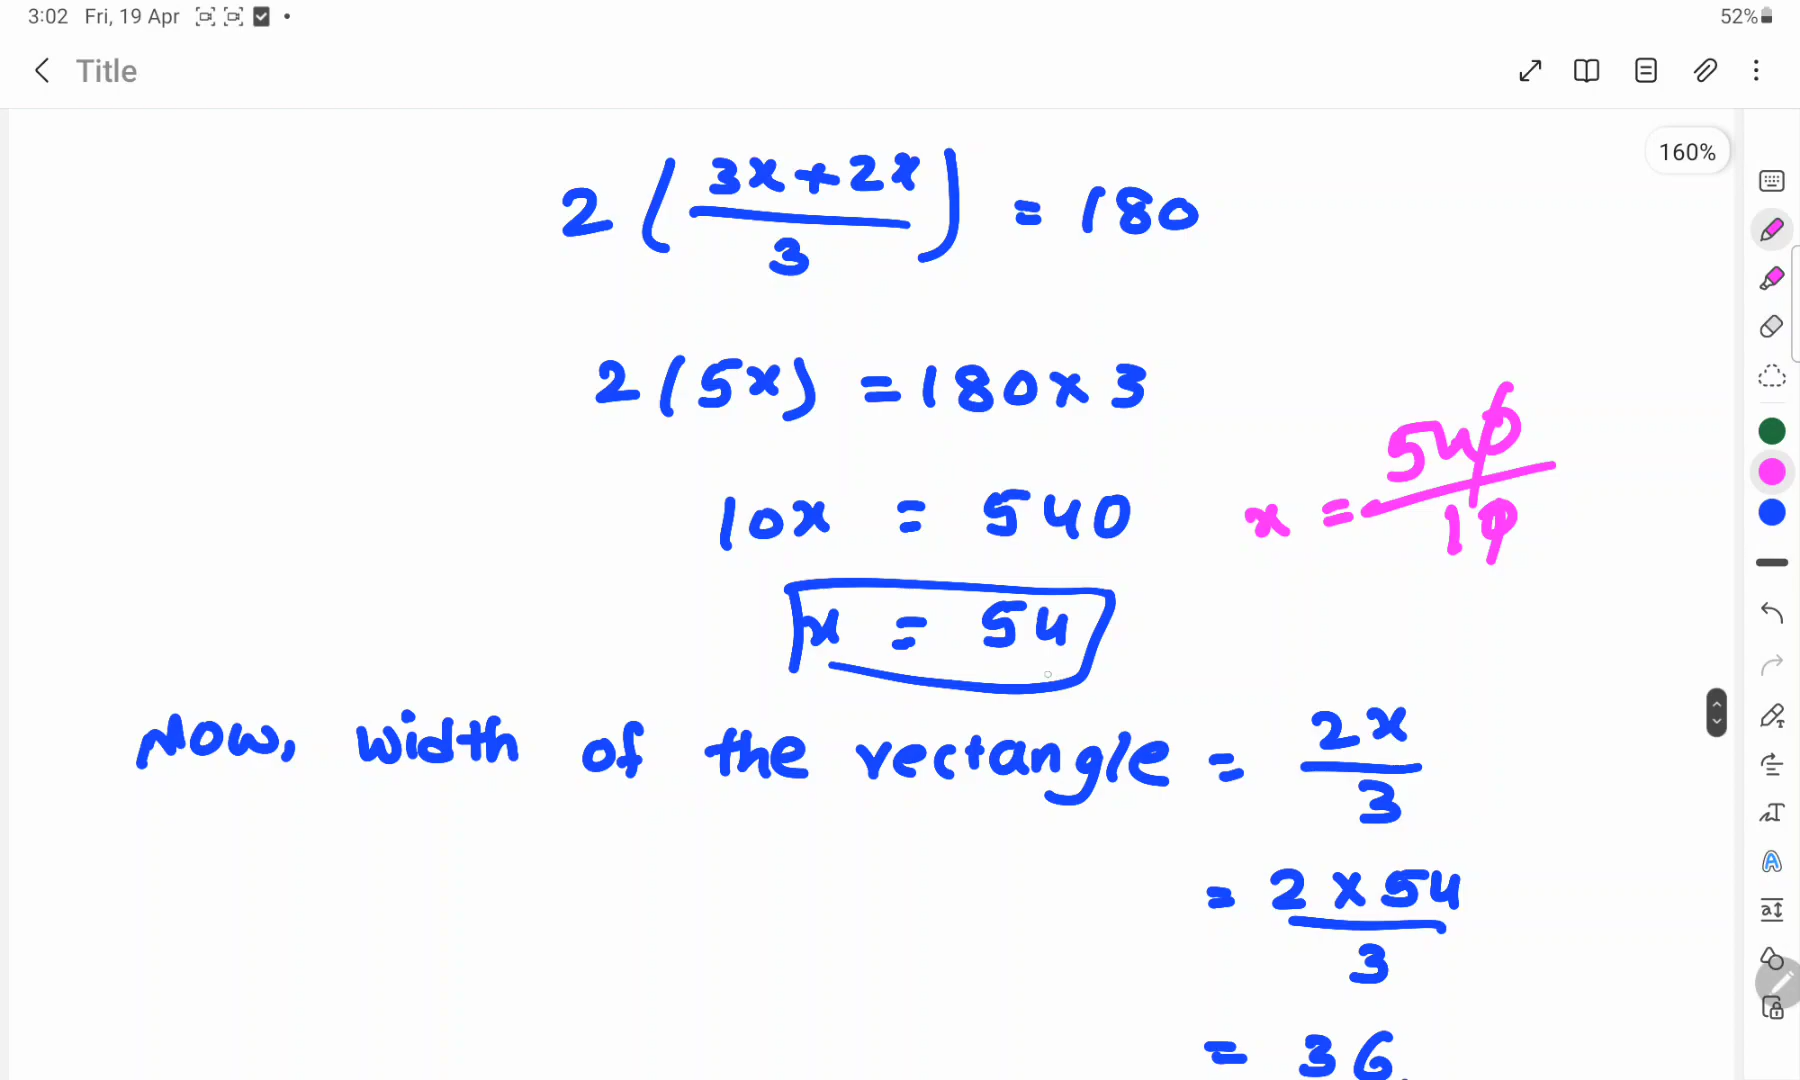 3:02 Fri, 19 Apr 52%
Title
160%
2 ( 3x+2x / 3 ) = 180
2 (5x) = 180 x 3
10x = 540
x = 540 / 10
x = 54
Now, width of the rectangle = 2x / 3
= 2 x 54 / 3
= 36